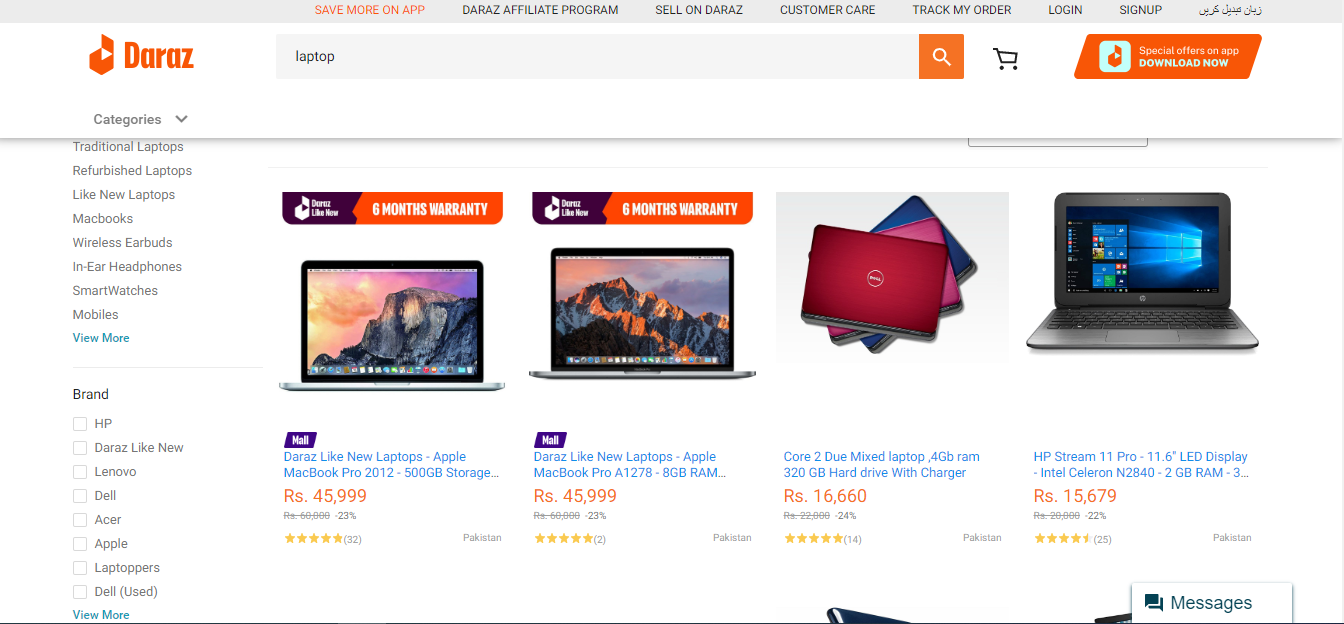 SAVE MORE ON APP DARAZ AFFILIATE PROGRAM SELL ON DARAZ CUSTOMER CARE TRACK MY ORDER LOGIN SIGNUP زبان تبدیل کریں
Daraz
laptop
Special offers on app
DOWNLOAD NOW
Categories
Traditional Laptops
Refurbished Laptops
Like New Laptops
Macbooks
Wireless Earbuds
In-Ear Headphones
SmartWatches
Mobiles
View More
Brand
HP
Daraz Like New
Lenovo
Dell
Acer
Apple
Laptoppers
Dell (Used)
View More
Daraz
Like New
6 MONTHS WARRANTY
Mall
Daraz Like New Laptops - Apple
MacBook Pro 2012 - 500GB Storage...
Rs. 45,999
Rs. 60,000 -23%
(32) Pakistan
Daraz
Like New
6 MONTHS WARRANTY
Mall
Daraz Like New Laptops - Apple
MacBook Pro A1278 - 8GB RAM...
Rs. 45,999
Rs. 60,000 -23%
(2) Pakistan
DELL
Core 2 Due Mixed laptop ,4Gb ram
320 GB Hard drive With Charger
Rs. 16,660
Rs. 22,000 -24%
(14) Pakistan
hp
HP Stream 11 Pro - 11.6" LED Display
- Intel Celeron N2840 - 2 GB RAM - 3...
Rs. 15,679
Rs. 20,000 -22%
(25) Pakistan
Messages